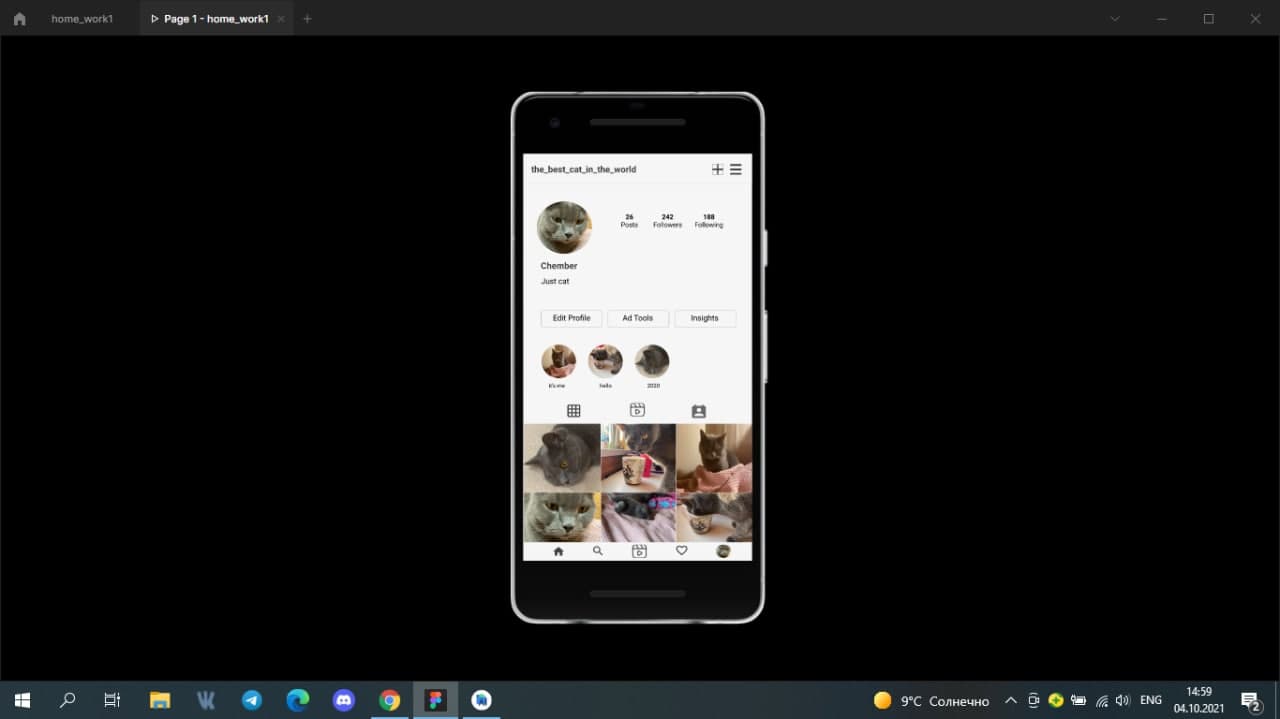 home_work1
Page 1 - home_work1
the_best_cat_in_the_world
26 242 188
Posts Followers Following
Chember
Just cat
Edit Profile Ad Tools Insights
It's me hello 2020
9°C Солнечно ENG 14:59
04.10.2021 2